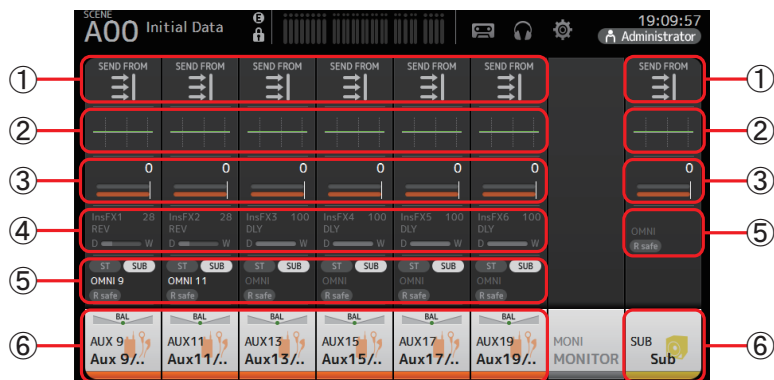 SCENE
A00 Initial Data
E
19:09:57
Administrator
① SEND FROM SEND FROM SEND FROM SEND FROM SEND FROM SEND FROM SEND FROM ①
② ②
③ 0 0 0 0 0 0 0 ③
④ InsFX1 28 InsFX2 28 InsFX3 100 InsFX4 100 InsFX5 100 InsFX6 100
REV REV DLY DLY DLY DLY
D W D W D W D W D W D W
OMNI ⑤
R safe
⑤ ST SUB ST SUB ST SUB ST SUB ST SUB ST SUB
OMNI 9 OMNI 11 OMNI OMNI OMNI OMNI
R safe R safe R safe R safe R safe R safe
BAL BAL BAL BAL BAL BAL
⑥ AUX 9 AUX11 AUX13 AUX15 AUX17 AUX19 MONI SUB ⑥
Aux 9/.. Aux11/.. Aux13/.. Aux15/.. Aux17/.. Aux19/.. MONITOR Sub